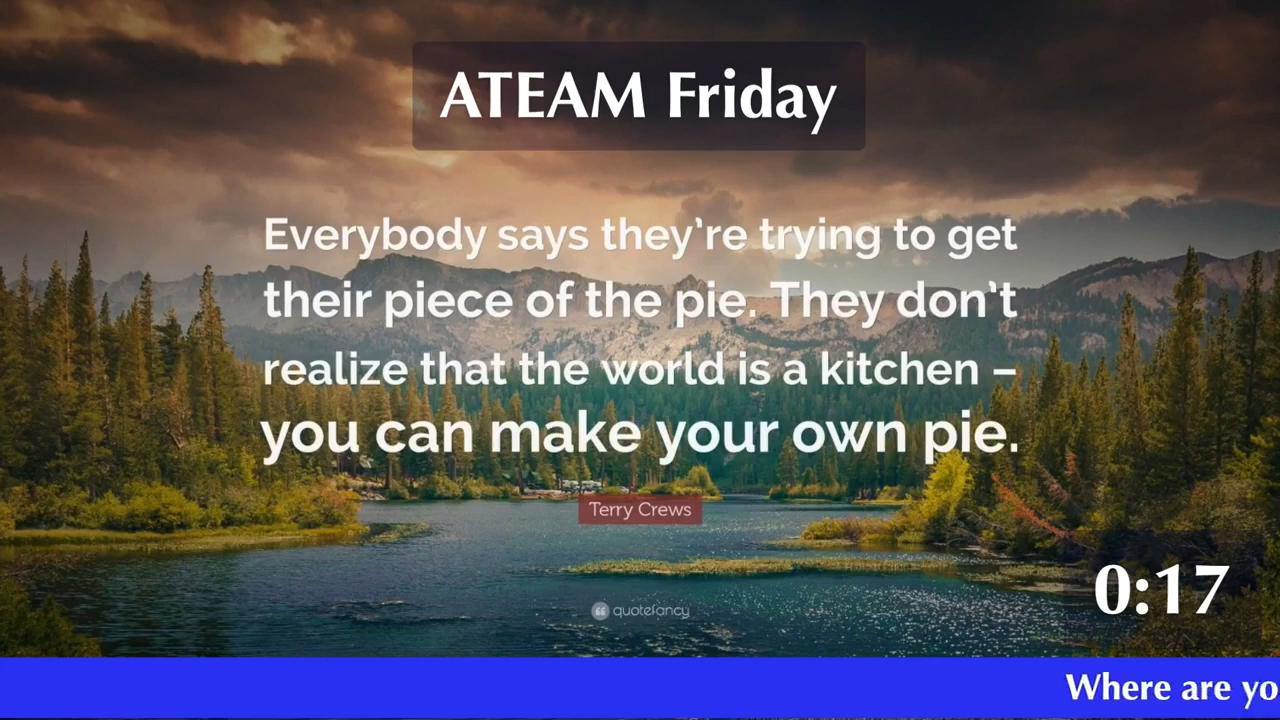 ATEAM Friday
Everybody says they’re trying to get
their piece of the pie. They don’t
realize that the world is a kitchen –
you can make your own pie.
Terry Crews
quotefancy
0:17
Where are yo